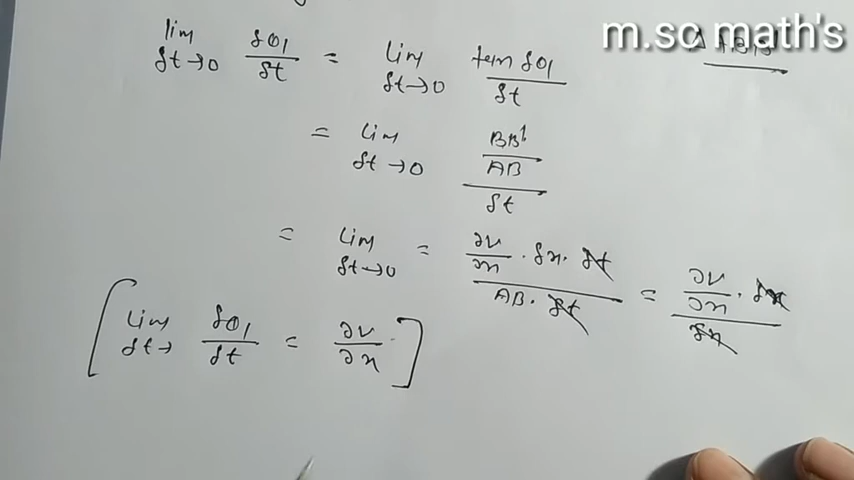 m.sc math's
lim δt→0 δθ₁/δt = lim δt→0 tan δθ₁/δt
= lim δt→0 (BB'/AB)/δt
= lim δt→0 = (∂v/∂x · δx · δt)/(AB · δt) = (∂v/∂x · δx)/δx
[lim δt→ δθ₁/δt = ∂v/∂x]